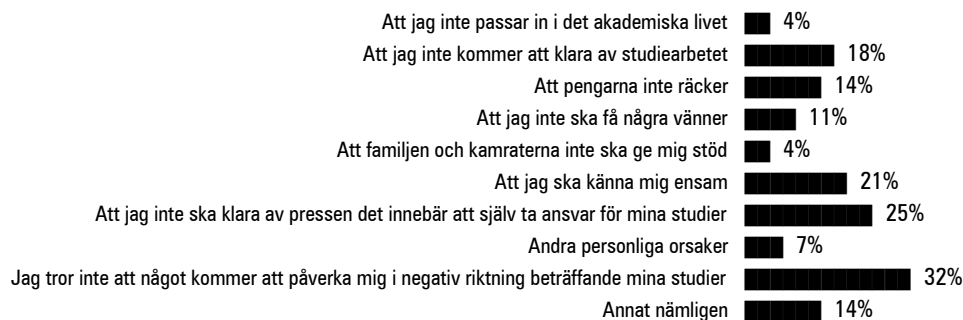 Att jag inte passar in i det akademiska livet 4%
Att jag inte kommer att klara av studiearbetet 18%
Att pengarna inte räcker 14%
Att jag inte ska få några vänner 11%
Att familjen och kamraterna inte ska ge mig stöd 4%
Att jag ska känna mig ensam 21%
Att jag inte ska klara av pressen det innebär att själv ta ansvar för mina studier 25%
Andra personliga orsaker 7%
Jag tror inte att något kommer att påverka mig i negativ riktning beträffande mina studier 32%
Annat nämligen 14%